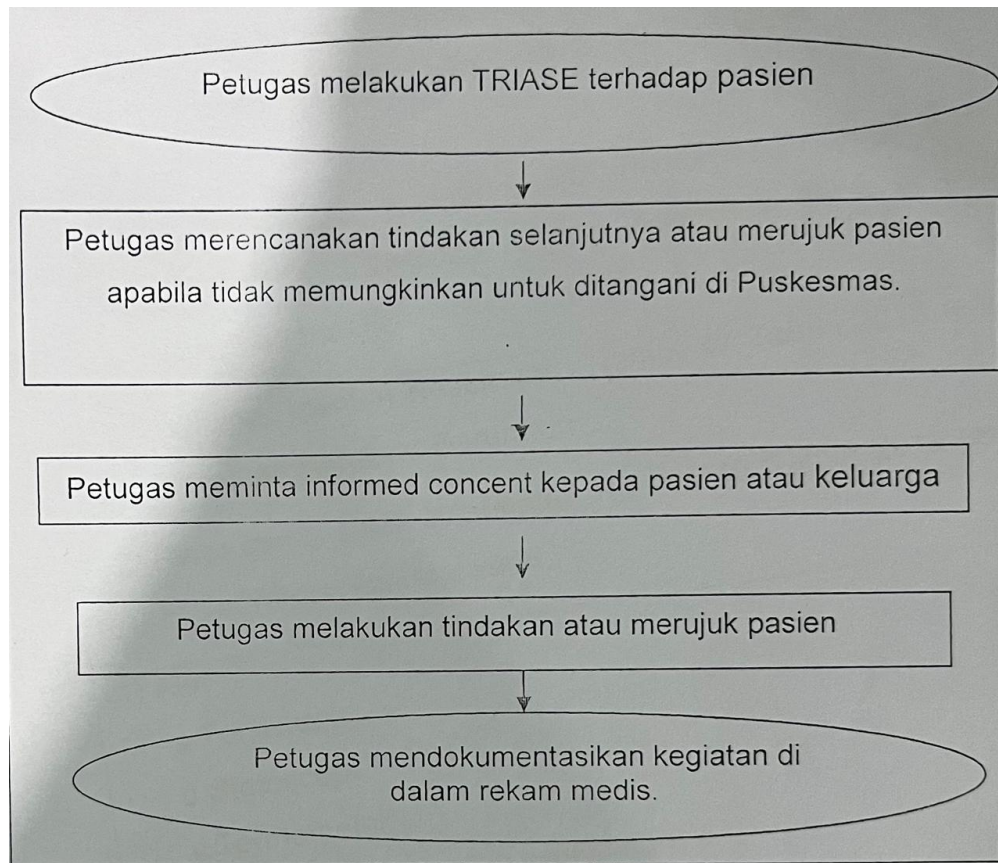 Petugas melakukan TRIASE terhadap pasien
Petugas merencanakan tindakan selanjutnya atau merujuk pasien
apabila tidak memungkinkan untuk ditangani di Puskesmas.
Petugas meminta informed concent kepada pasien atau keluarga
Petugas melakukan tindakan atau merujuk pasien
Petugas mendokumentasikan kegiatan di
dalam rekam medis.